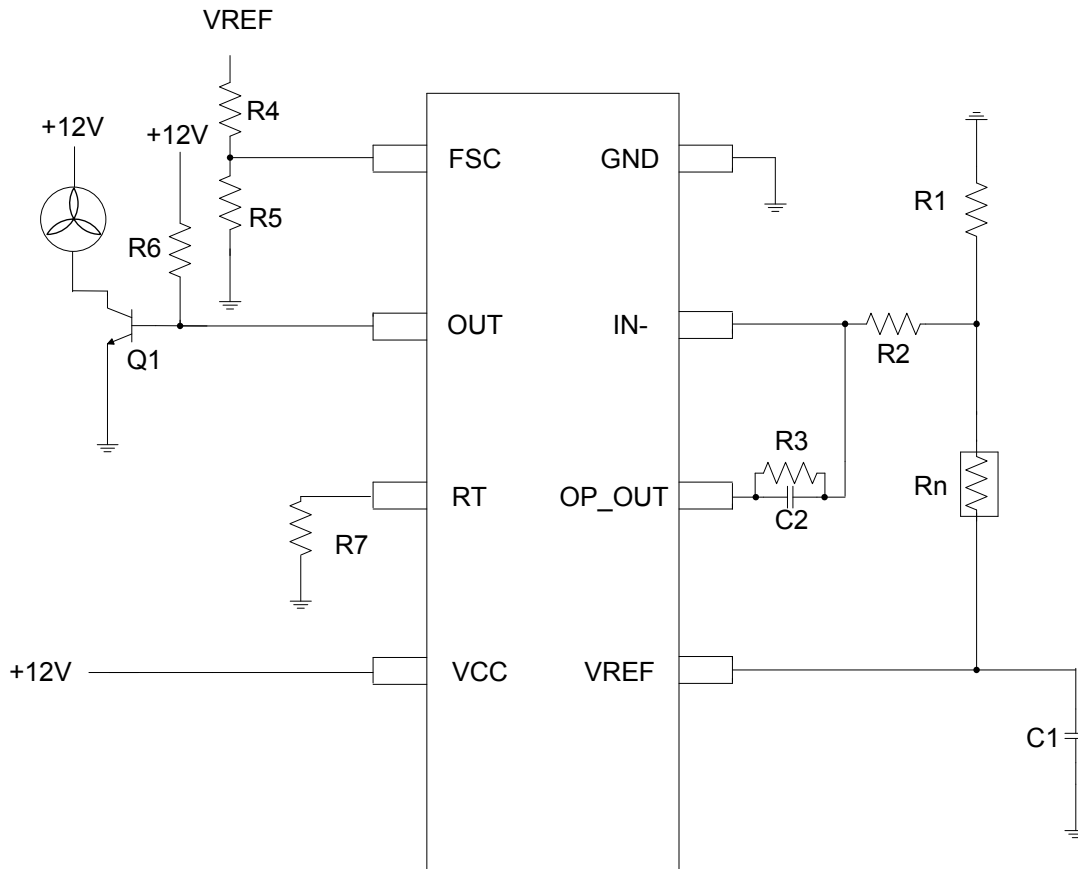 VREF
R4
+12V
+12V
FSC
GND
R1
R5
R6
OUT
IN-
R2
Q1
R3
Rn
RT
OP_OUT
C2
R7
+12V
VCC
VREF
C1